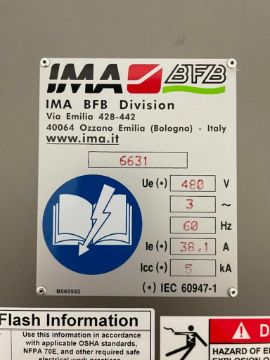 IMA BFB
IMA BFB Division
Via Emilia 428-442
40064 Ozzano Emilia (Bologna) - Italy
www.ima.it
6631
Ue (*) 480 V
3 ~
60 Hz
Ie (*) 38,1 A
Icc (*) 5 kA
BS65592
(*) IEC 60947-1
Flash Information
Use this information in accordance
with applicable OSHA standards,
NFPA 70E, and other required safe
D
HAZARD OF